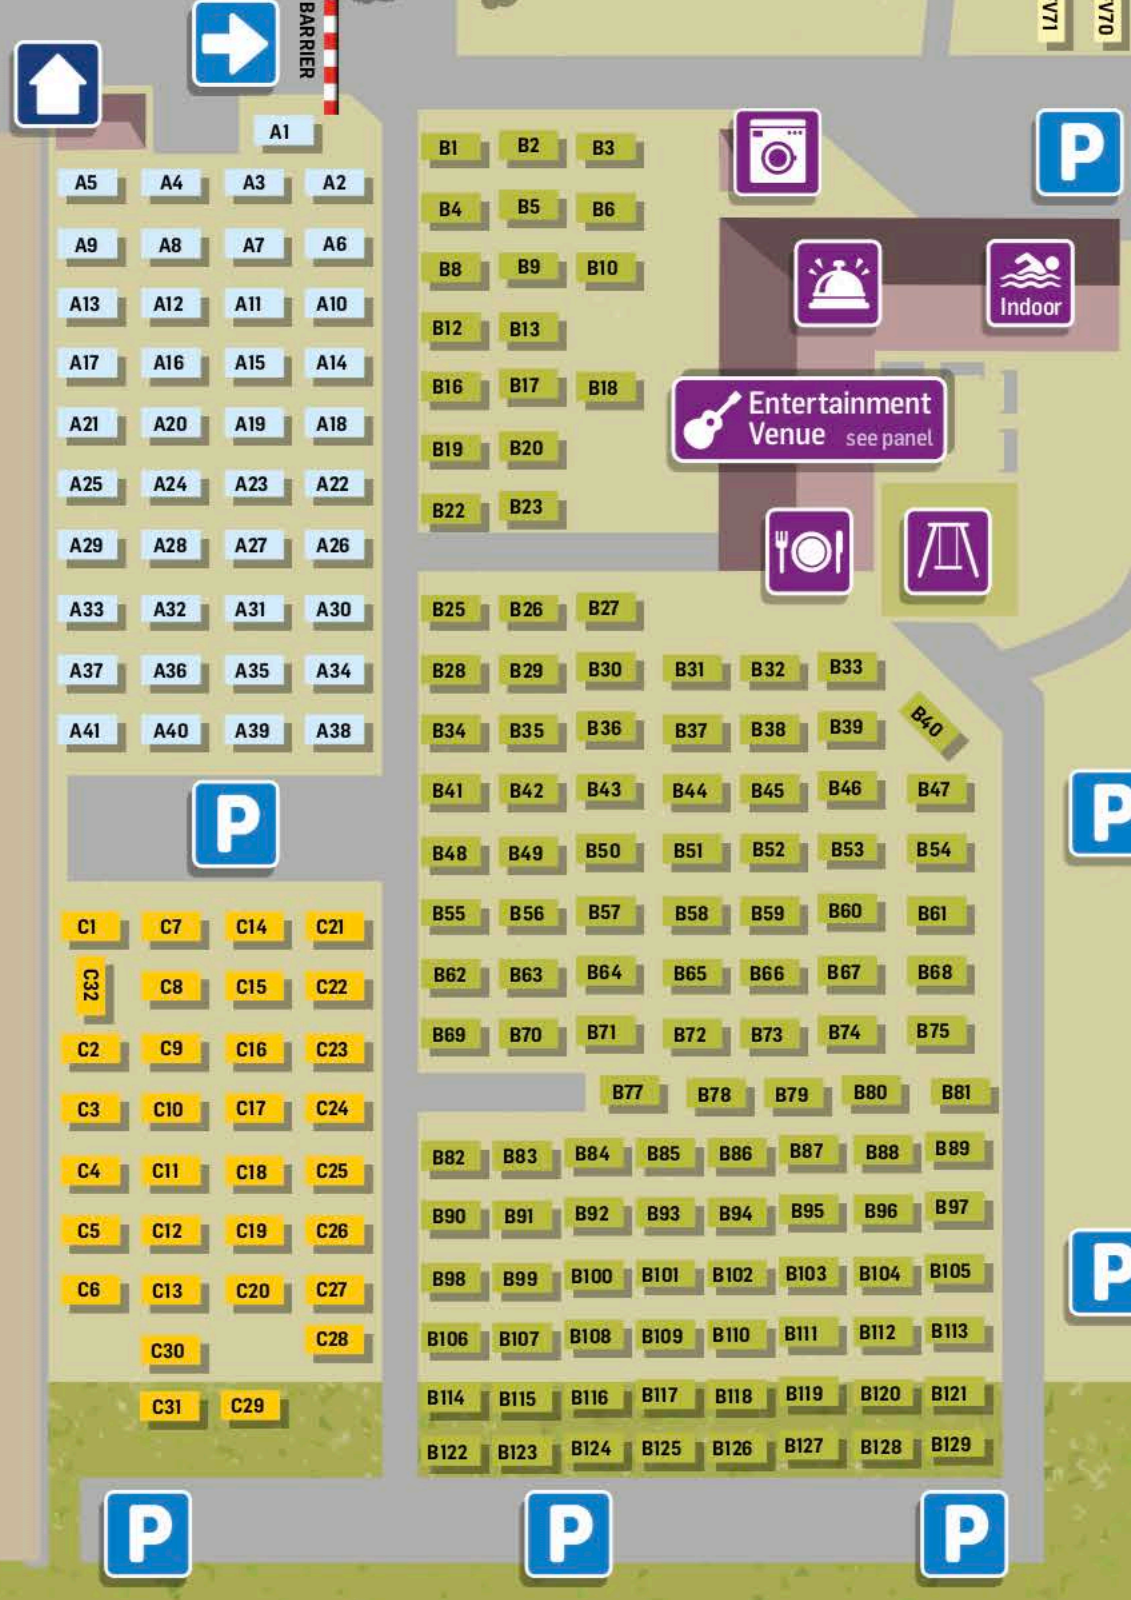 BARRIER
V71
V70
A1
P
B1 B2 B3
A5 A4 A3 A2
B4 B5 B6
A9 A8 A7 A6
B8 B9 B10
Indoor
A13 A12 A11 A10
B12 B13
A17 A16 A15 A14
B16 B17 B18
Entertainment
Venue see panel
A21 A20 A19 A18
B19 B20
A25 A24 A23 A22
B22 B23
A29 A28 A27 A26
A33 A32 A31 A30
B25 B26 B27
A37 A36 A35 A34
B28 B29 B30 B31 B32 B33
A41 A40 A39 A38
B34 B35 B36 B37 B38 B39 B40
B41 B42 B43 B44 B45 B46 B47
P
P
B48 B49 B50 B51 B52 B53 B54
C1 C7 C14 C21
B55 B56 B57 B58 B59 B60 B61
C32 C8 C15 C22
B62 B63 B64 B65 B66 B67 B68
C2 C9 C16 C23
B69 B70 B71 B72 B73 B74 B75
C3 C10 C17 C24
B77 B78 B79 B80 B81
C4 C11 C18 C25
B82 B83 B84 B85 B86 B87 B88 B89
C5 C12 C19 C26
B90 B91 B92 B93 B94 B95 B96 B97
C6 C13 C20 C27
B98 B99 B100 B101 B102 B103 B104 B105
P
C30 C28
B106 B107 B108 B109 B110 B111 B112 B113
C31 C29
B114 B115 B116 B117 B118 B119 B120 B121
B122 B123 B124 B125 B126 B127 B128 B129
P P P